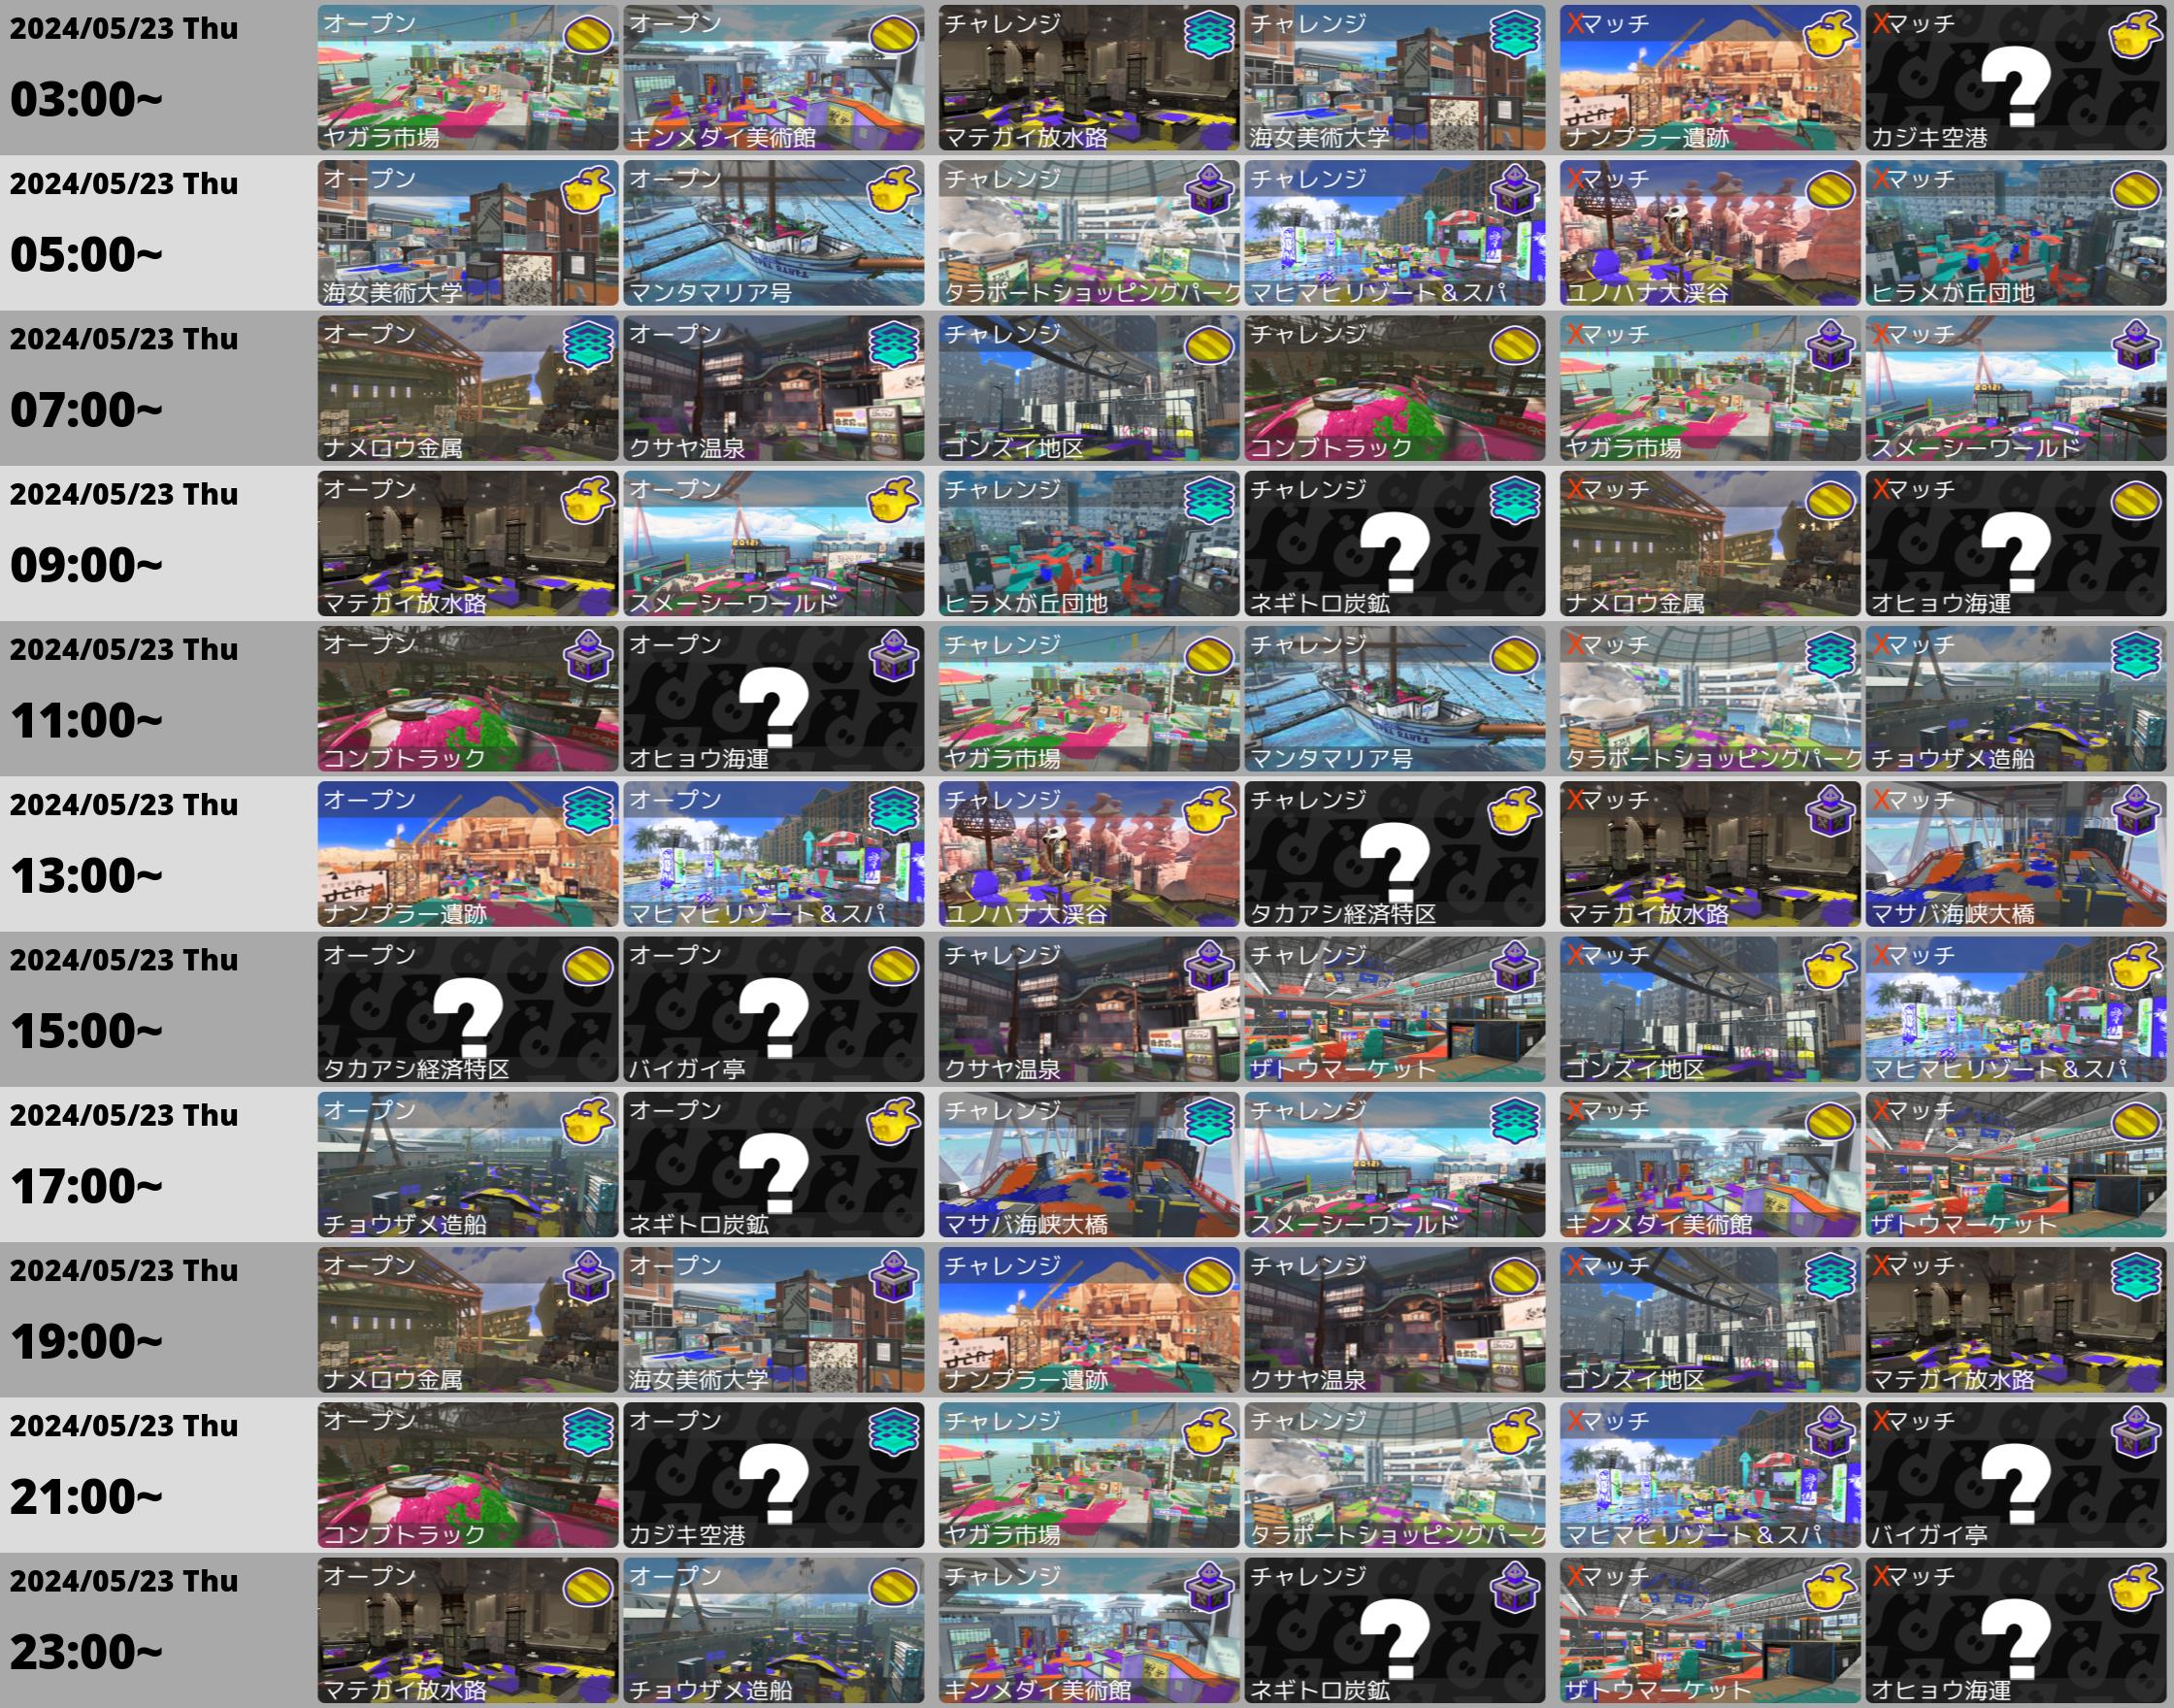 2024/05/23 Thu
03:00~
オープン
ヤガラ市場
オープン
キンメダイ美術館
チャレンジ
マテガイ放水路
チャレンジ
海女美術大学
Xマッチ
ナンプラー遺跡
Xマッチ
カジキ空港
2024/05/23 Thu
05:00~
オープン
海女美術大学
オープン
マンタマリア号
チャレンジ
タラポートショッピングパーク
チャレンジ
マヒマヒリゾート&スパ
Xマッチ
ユノハナ大渓谷
Xマッチ
ヒラメが丘団地
2024/05/23 Thu
07:00~
オープン
ナメロウ金属
オープン
クサヤ温泉
チャレンジ
ゴンズイ地区
チャレンジ
コンブトラック
Xマッチ
ヤガラ市場
Xマッチ
スメーシーワールド
2024/05/23 Thu
09:00~
オープン
マテガイ放水路
オープン
スメーシーワールド
チャレンジ
ヒラメが丘団地
チャレンジ
ネギトロ炭鉱
Xマッチ
ナメロウ金属
Xマッチ
オヒョウ海運
2024/05/23 Thu
11:00~
オープン
コンブトラック
オープン
オヒョウ海運
チャレンジ
ヤガラ市場
チャレンジ
マンタマリア号
Xマッチ
タラポートショッピングパーク
Xマッチ
チョウザメ造船
2024/05/23 Thu
13:00~
オープン
ナンプラー遺跡
オープン
マヒマヒリゾート&スパ
チャレンジ
ユノハナ大渓谷
チャレンジ
タカアシ経済特区
Xマッチ
マテガイ放水路
Xマッチ
マサバ海峡大橋
2024/05/23 Thu
15:00~
オープン
タカアシ経済特区
オープン
バイガイ亭
チャレンジ
クサヤ温泉
チャレンジ
ザトウマーケット
Xマッチ
ゴンズイ地区
Xマッチ
マヒマヒリゾート&スパ
2024/05/23 Thu
17:00~
オープン
チョウザメ造船
オープン
ネギトロ炭鉱
チャレンジ
マサバ海峡大橋
チャレンジ
スメーシーワールド
Xマッチ
キンメダイ美術館
Xマッチ
ザトウマーケット
2024/05/23 Thu
19:00~
オープン
ナメロウ金属
オープン
海女美術大学
チャレンジ
ナンプラー遺跡
チャレンジ
クサヤ温泉
Xマッチ
ゴンズイ地区
Xマッチ
マテガイ放水路
2024/05/23 Thu
21:00~
オープン
コンブトラック
オープン
カジキ空港
チャレンジ
ヤガラ市場
チャレンジ
タラポートショッピングパーク
Xマッチ
マヒマヒリゾート&スパ
Xマッチ
バイガイ亭
2024/05/23 Thu
23:00~
オープン
マテガイ放水路
オープン
チョウザメ造船
チャレンジ
キンメダイ美術館
チャレンジ
ネギトロ炭鉱
Xマッチ
ザトウマーケット
Xマッチ
オヒョウ海運